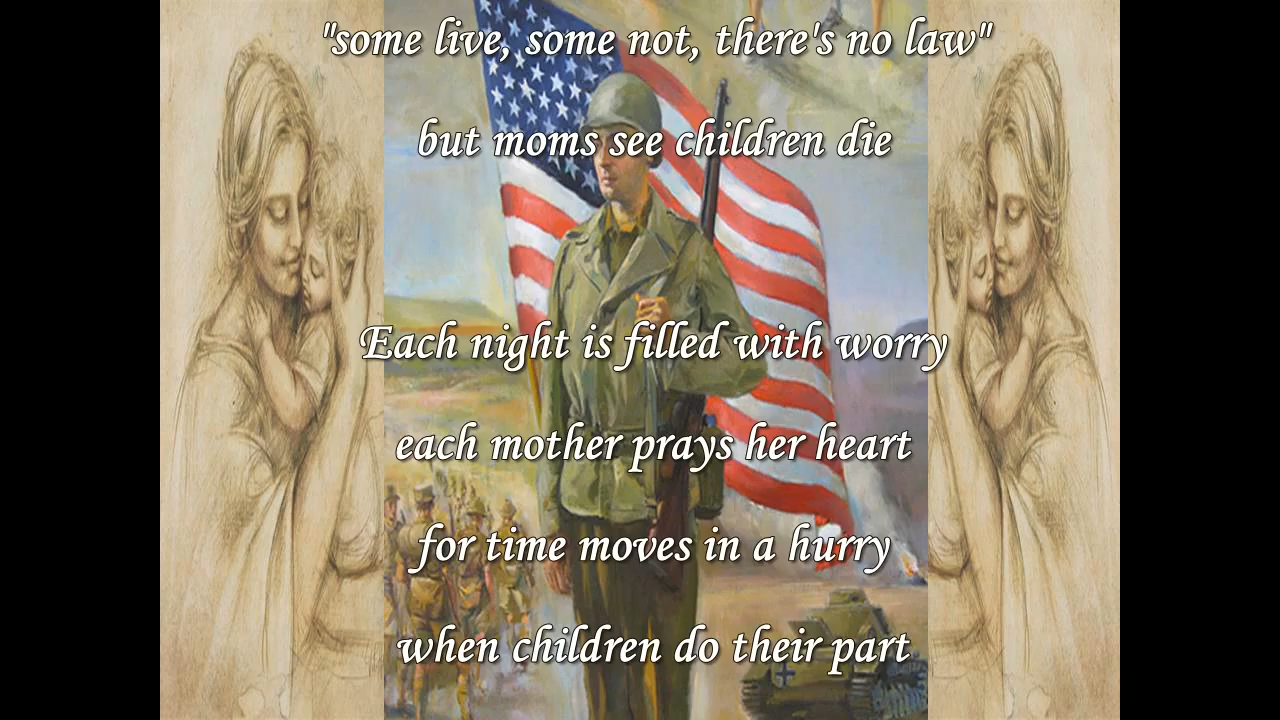 "some live, some not, there's no law"
but moms see children die
Each night is filled with worry
each mother prays her heart
for time moves in a hurry
when children do their part